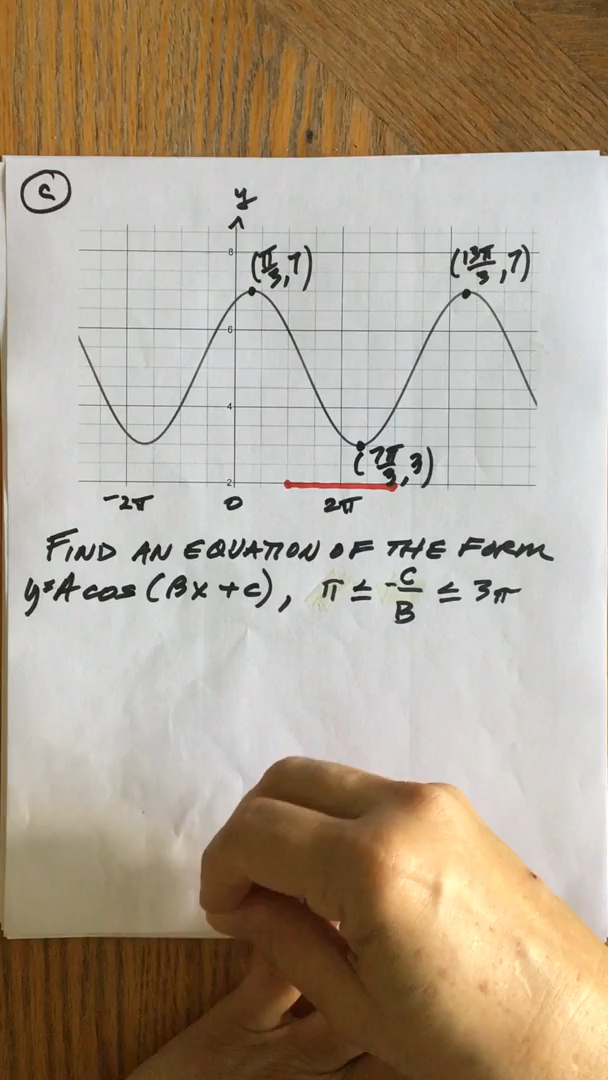 C
y
8
(π/3, 7)
(13π/3, 7)
6
4
(7π/3, 3)
2
-2π 0 2π
FIND AN EQUATION OF THE FORM
y=A cos (Bx + C), π ≤ -C/B ≤ 3π